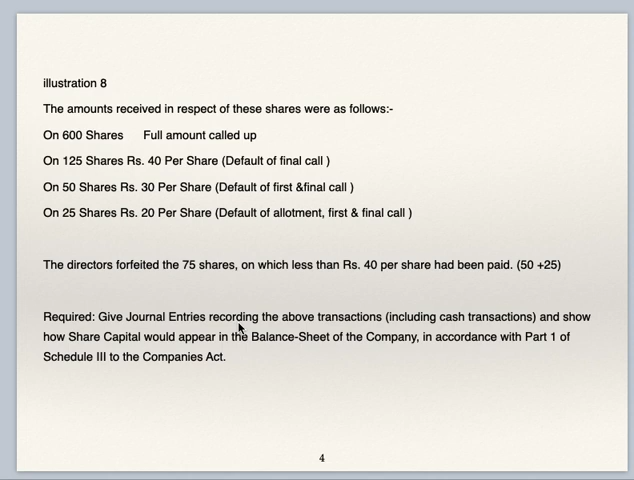 illustration 8
The amounts received in respect of these shares were as follows:-
On 600 Shares Full amount called up
On 125 Shares Rs. 40 Per Share (Default of final call )
On 50 Shares Rs. 30 Per Share (Default of first &final call )
On 25 Shares Rs. 20 Per Share (Default of allotment, first & final call )
The directors forfeited the 75 shares, on which less than Rs. 40 per share had been paid. (50 +25)
Required: Give Journal Entries recording the above transactions (including cash transactions) and show
how Share Capital would appear in the Balance-Sheet of the Company, in accordance with Part 1 of
Schedule III to the Companies Act.
4